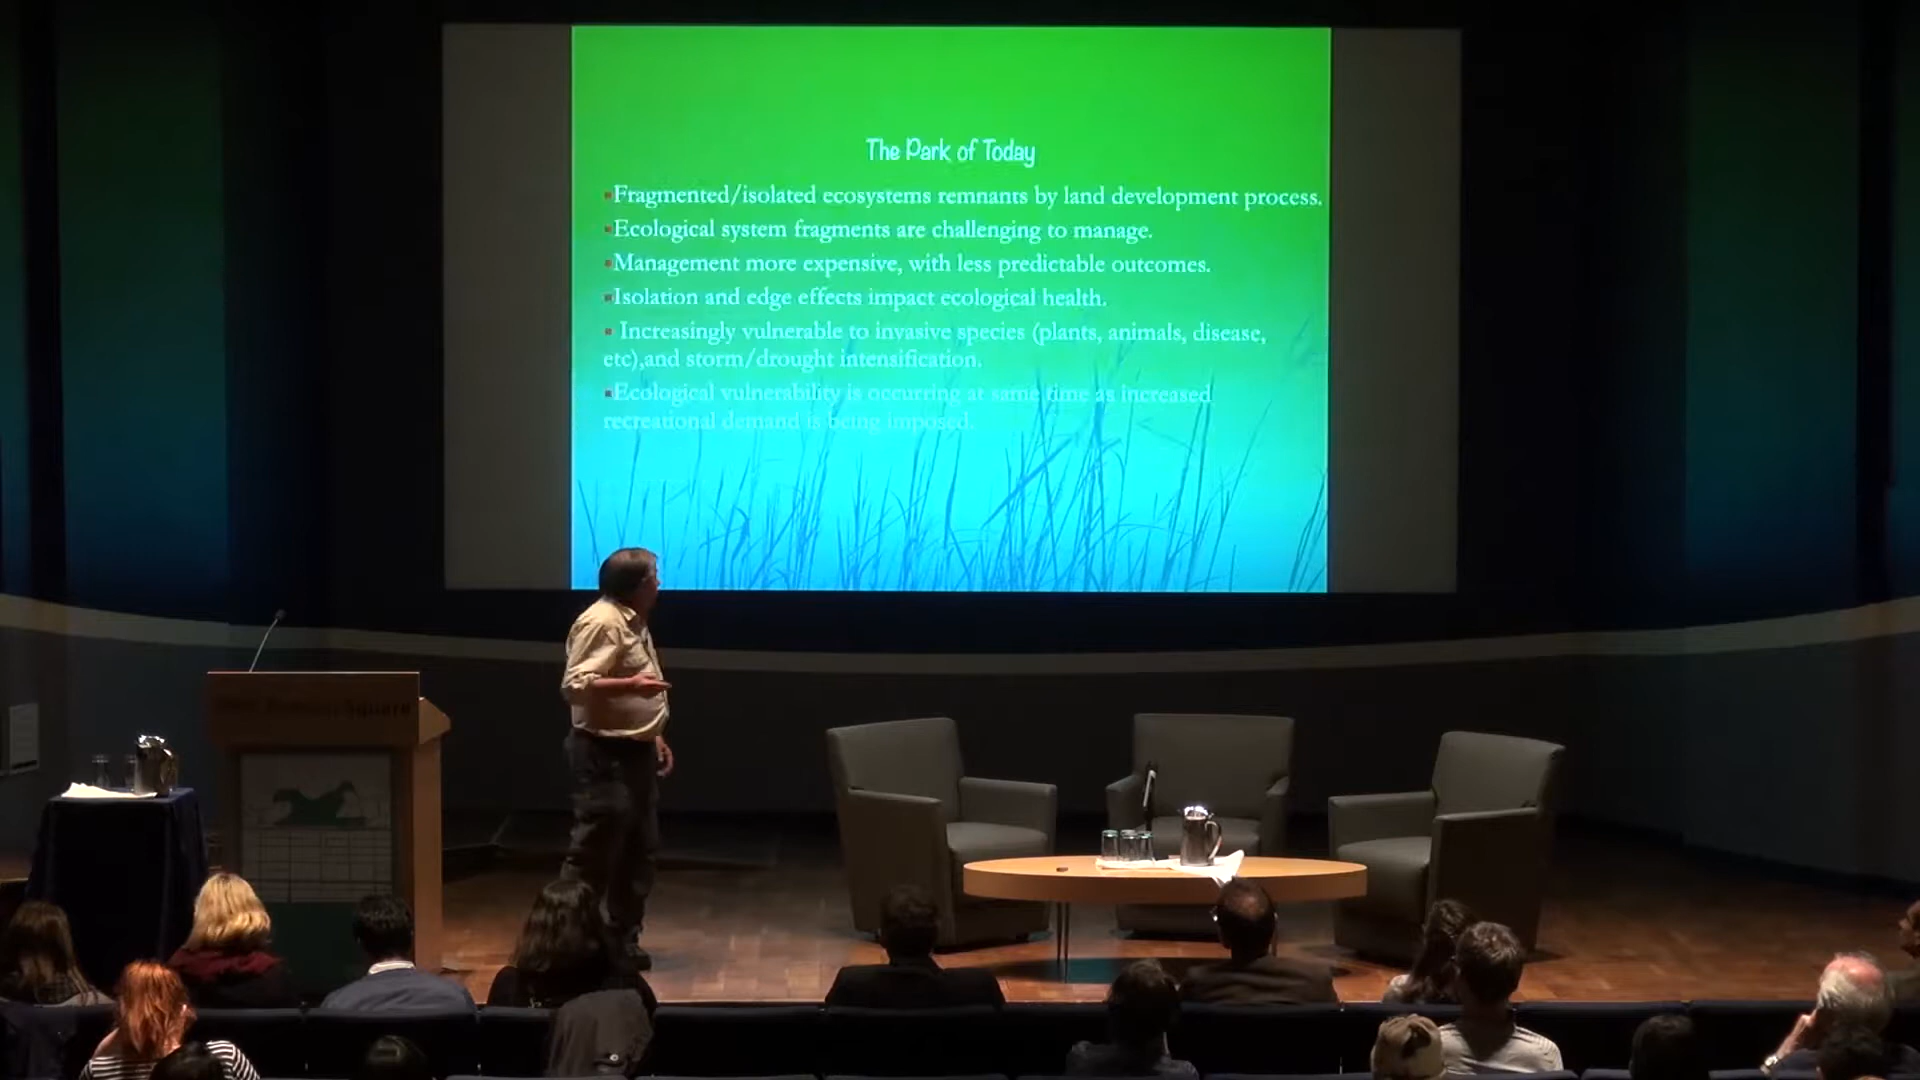 The Park of Today
▪Fragmented/isolated ecosystems remnants by land development process.
▪Ecological system fragments are challenging to manage.
▪Management more expensive, with less predictable outcomes.
▪Isolation and edge effects impact ecological health.
▪ Increasingly vulnerable to invasive species (plants, animals, disease,
etc),and storm/drought intensification.
▪Ecological vulnerability is occurring at same time as increased
recreational demand is being imposed.
Square